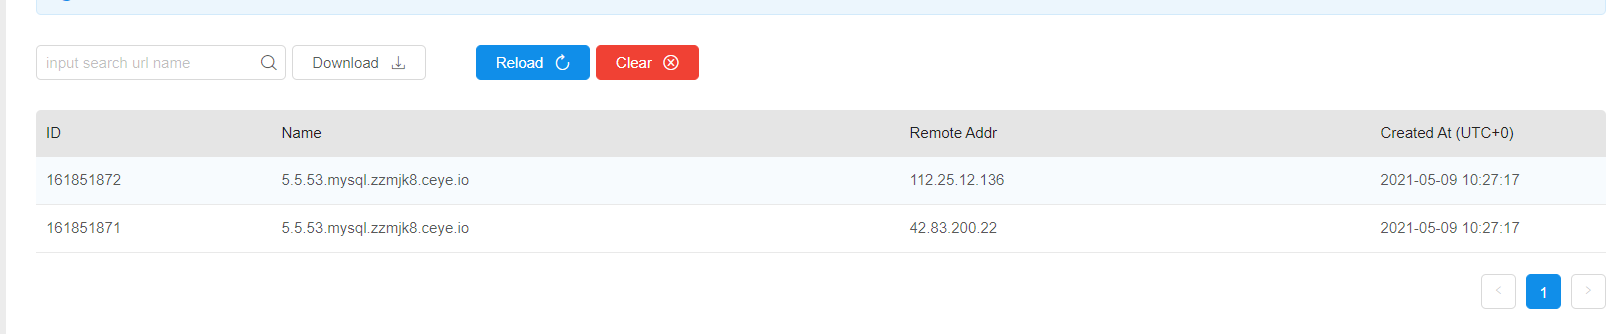 input search url name Download Reload Clear
ID Name Remote Addr Created At (UTC+0)
161851872 5.5.53.mysql.zzmjk8.ceye.io 112.25.12.136 2021-05-09 10:27:17
161851871 5.5.53.mysql.zzmjk8.ceye.io 42.83.200.22 2021-05-09 10:27:17
1